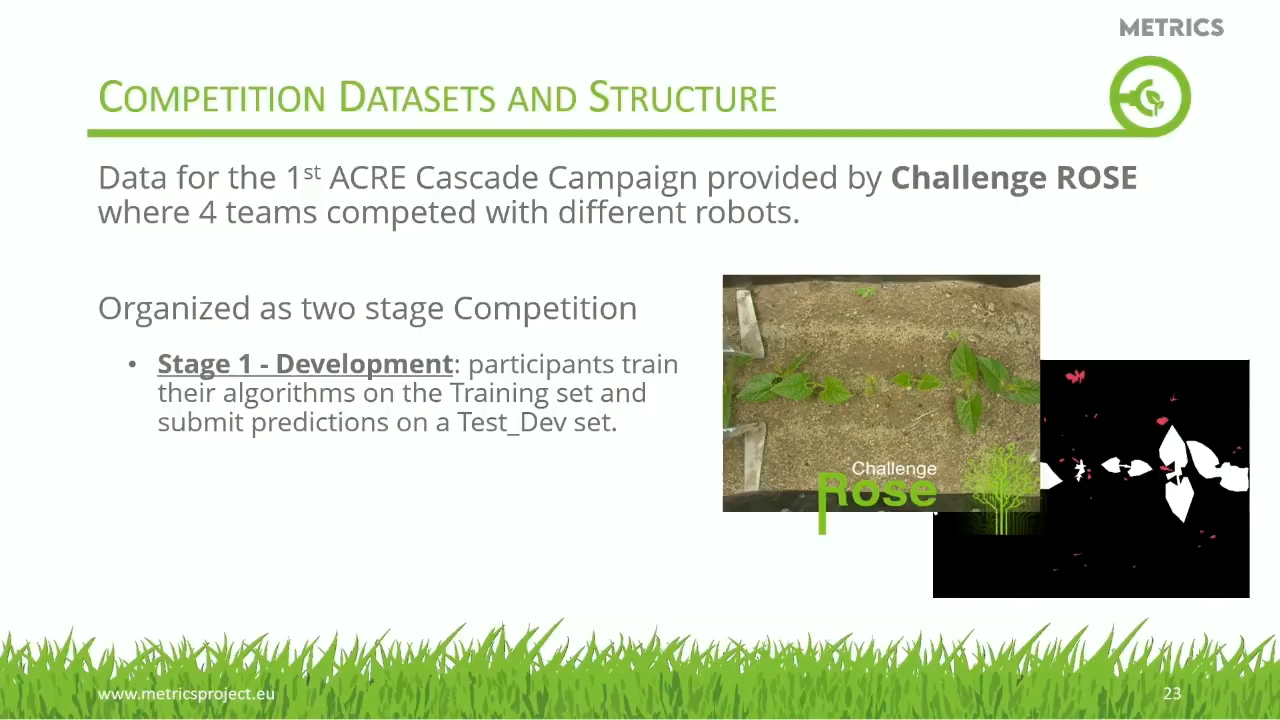 METRICS
COMPETITION DATASETS AND STRUCTURE
Data for the 1st ACRE Cascade Campaign provided by Challenge ROSE
where 4 teams competed with different robots.
Organized as two stage Competition
• Stage 1 - Development: participants train
their algorithms on the Training set and
submit predictions on a Test_Dev set.
Challenge
Rose
www.metricsproject.eu
23